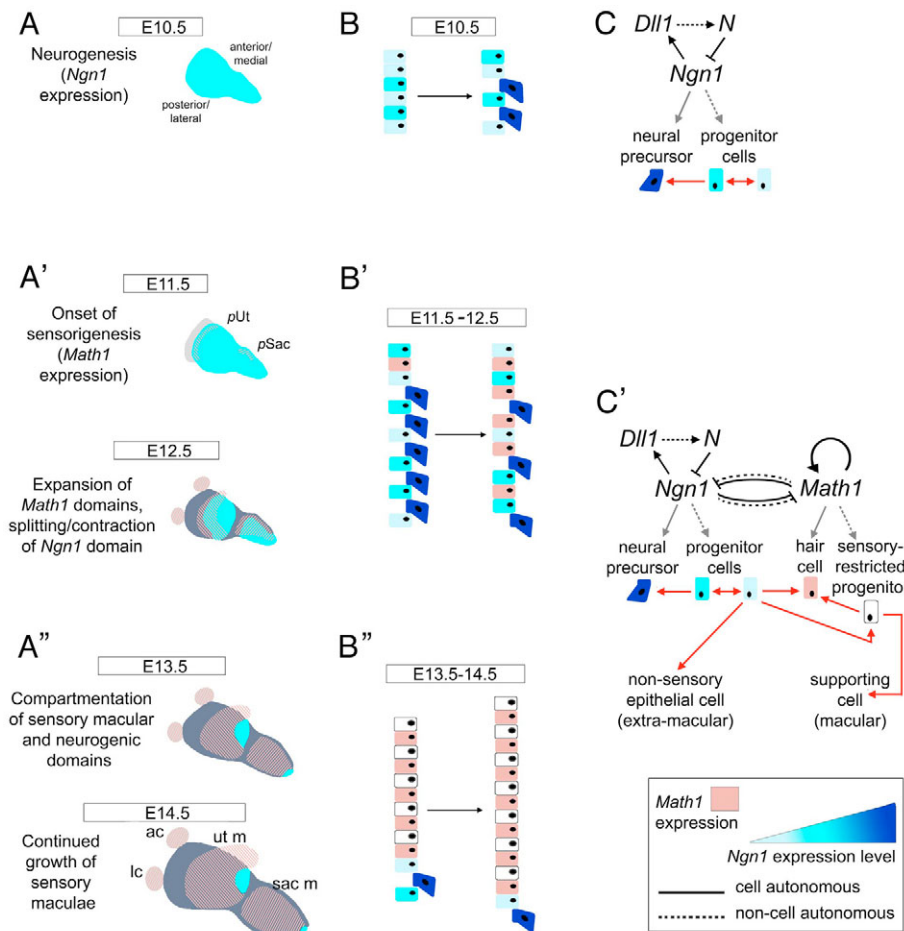 A
E10.5
Neurogenesis
(Ngn1
expression)
anterior/
medial
posterior/
lateral
B
E10.5
C
Dll1 N
Ngn1
neural
precursor
progenitor
cells
A'
E11.5
Onset of
sensorigenesis
(Math1
expression)
pUt
pSac
E12.5
Expansion of
Math1 domains,
splitting/contraction
of Ngn1 domain
B'
E11.5-12.5
C'
Dll1 N
Ngn1 Math1
neural
precursor
progenitor
cells
hair
cell
sensory-
restricted
progenito
non-sensory
epithelial cell
(extra-macular)
supporting
cell
(macular)
A"
E13.5
Compartmentation
of sensory macular
and neurogenic
domains
E14.5
Continued
growth of
sensory
maculae
ac
lc
ut m
sac m
B"
E13.5-14.5
Math1
expression
Ngn1 expression level
cell autonomous
non-cell autonomous